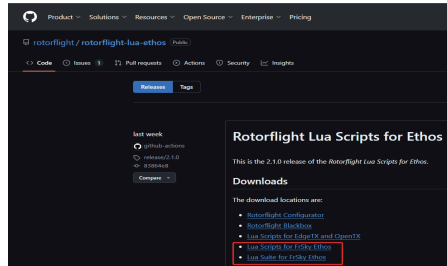 Product Solutions Resources Open Source Enterprise Pricing
rotorflight / rotorflight-lua-ethos Public
Code Issues 1 Pull requests Actions Security Insights
Releases Tags
last week
github-actions
release/2.1.0
83864e8
Compare
Rotorflight Lua Scripts for Ethos
This is the 2.1.0 release of the Rotorflight Lua Scripts for Ethos.
Downloads
The download locations are:
Rotorflight Configurator
Rotorflight Blackbox
Lua Scripts for EdgeTX and OpenTX
Lua Scripts for FrSky Ethos
Lua Suite for FrSky Ethos